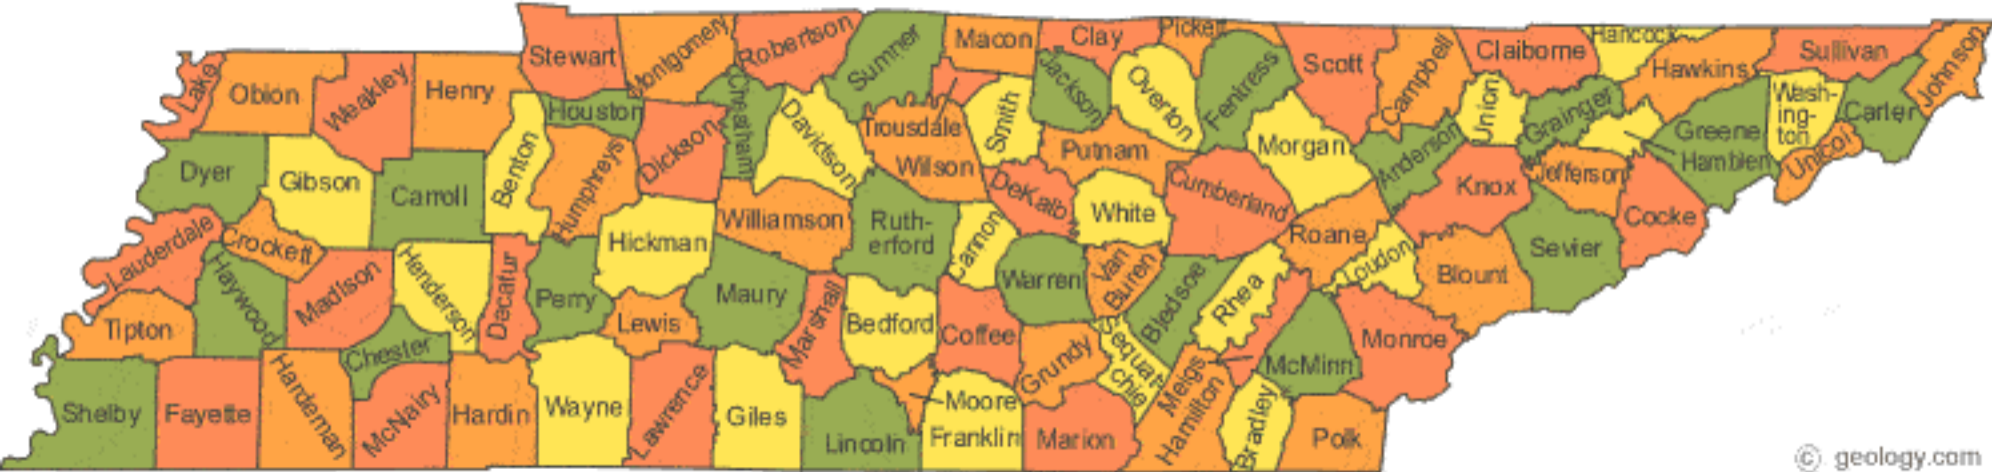 Stewart
Montgomery
Robertson
Sumner
Macon
Clay
Pickett
Scott
Campbell
Claiborne
Hancock
Hawkins
Sullivan
Johnson
Lake
Obion
Weakley
Henry
Houston
Cheatham
Davidson
Trousdale
Smith
Jackson
Overton
Fentress
Morgan
Anderson
Union
Grainger
Greene
Hamblen
Wash-
ing-
ton
Carter
Unicoi
Dyer
Gibson
Carroll
Benton
Humphreys
Dickson
Wilson
Putnam
DeKalb
White
Cumberland
Knox
Jefferson
Cocke
Lauderdale
Crockett
Haywood
Madison
Henderson
Dacatur
Perry
Hickman
Williamson
Maury
Ruth-
erford
Cannon
Warren
Van
Buren
Bledsoe
Rhea
Roane
Loudon
Blount
Sevier
Tipton
Chester
Lewis
Marshall
Bedford
Coffee
Grundy
Sequat
chie
Meigs
McMinn
Monroe
Shelby
Fayette
Hardeman
McNairy
Hardin
Wayne
Lawrence
Giles
Lincoln
Moore
Franklin
Marion
Hamilton
Bradley
Polk
© geology.com